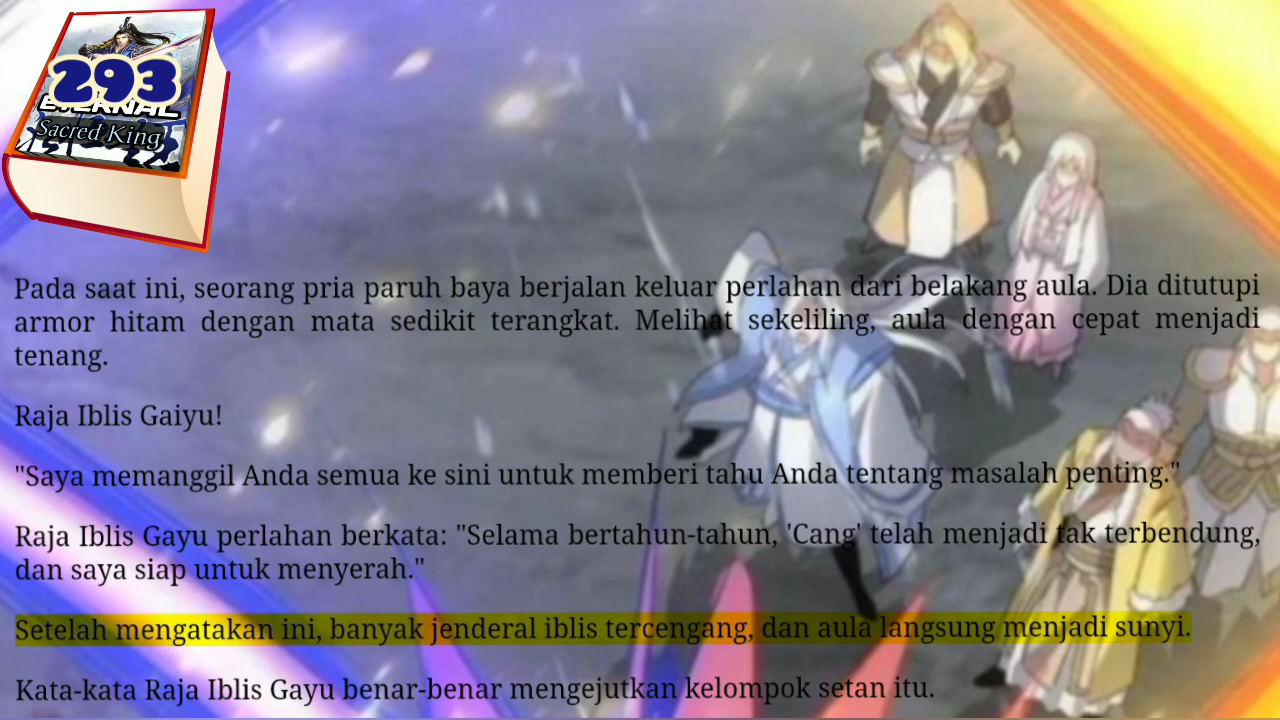 293
ETERNAL
Sacred King
Pada saat ini, seorang pria paruh baya berjalan keluar perlahan dari belakang aula. Dia ditutupi
armor hitam dengan mata sedikit terangkat. Melihat sekeliling, aula dengan cepat menjadi
tenang.
Raja Iblis Gaiyu!
"Saya memanggil Anda semua ke sini untuk memberi tahu Anda tentang masalah penting."
Raja Iblis Gayu perlahan berkata: "Selama bertahun-tahun, 'Cang' telah menjadi tak terbendung,
dan saya siap untuk menyerah."
Setelah mengatakan ini, banyak jenderal iblis tercengang, dan aula langsung menjadi sunyi.
Kata-kata Raja Iblis Gayu benar-benar mengejutkan kelompok setan itu.